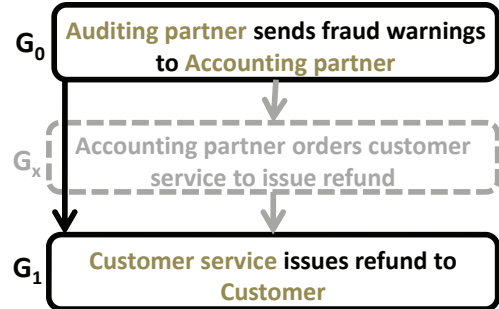 G0
Auditing partner sends fraud warnings
to Accounting partner
Gx
Accounting partner orders customer
service to issue refund
G1
Customer service issues refund to
Customer